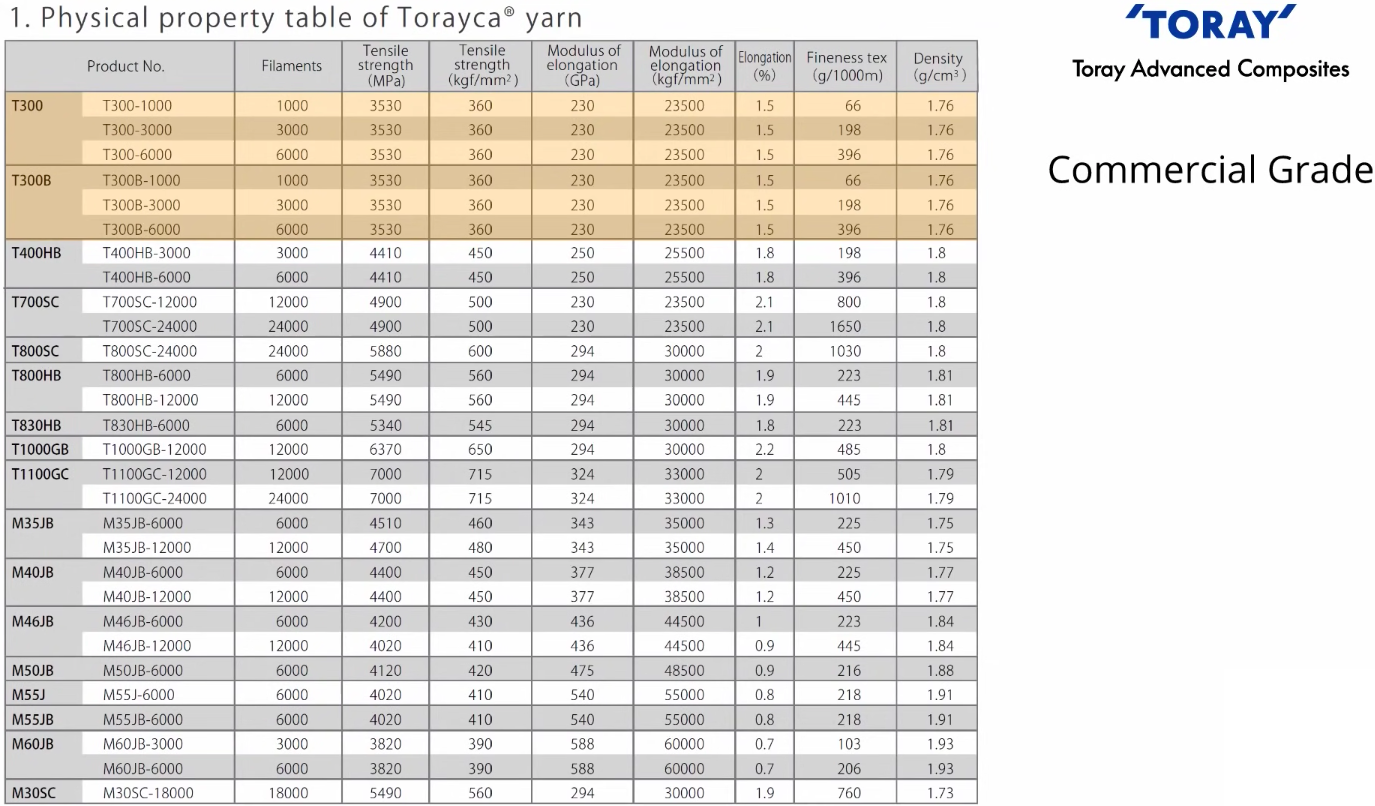 1. Physical property table of Torayca® yarn
'TORAY'
Toray Advanced Composites
Commercial Grade
Product No. Filaments Tensile strength (MPa) Tensile strength (kgf/mm²) Modulus of elongation (GPa) Modulus of elongation (kgf/mm²) Elongation (%) Fineness tex (g/1000m) Density (g/cm³)
T300 T300-1000 1000 3530 360 230 23500 1.5 66 1.76
T300-3000 3000 3530 360 230 23500 1.5 198 1.76
T300-6000 6000 3530 360 230 23500 1.5 396 1.76
T300B T300B-1000 1000 3530 360 230 23500 1.5 66 1.76
T300B-3000 3000 3530 360 230 23500 1.5 198 1.76
T300B-6000 6000 3530 360 230 23500 1.5 396 1.76
T400HB T400HB-3000 3000 4410 450 250 25500 1.8 198 1.8
T400HB-6000 6000 4410 450 250 25500 1.8 396 1.8
T700SC T700SC-12000 12000 4900 500 230 23500 2.1 800 1.8
T700SC-24000 24000 4900 500 230 23500 2.1 1650 1.8
T800SC T800SC-24000 24000 5880 600 294 30000 2 1030 1.8
T800HB T800HB-6000 6000 5490 560 294 30000 1.9 223 1.81
T800HB-12000 12000 5490 560 294 30000 1.9 445 1.81
T830HB T830HB-6000 6000 5340 545 294 30000 1.8 223 1.81
T1000GB T1000GB-12000 12000 6370 650 294 30000 2.2 485 1.8
T1100GC T1100GC-12000 12000 7000 715 324 33000 2 505 1.79
T1100GC-24000 24000 7000 715 324 33000 2 1010 1.79
M35JB M35JB-6000 6000 4510 460 343 35000 1.3 225 1.75
M35JB-12000 12000 4700 480 343 35000 1.4 450 1.75
M40JB M40JB-6000 6000 4400 450 377 38500 1.2 225 1.77
M40JB-12000 12000 4400 450 377 38500 1.2 450 1.77
M46JB M46JB-6000 6000 4200 430 436 44500 1 223 1.84
M46JB-12000 12000 4020 410 436 44500 0.9 445 1.84
M50JB M50JB-6000 6000 4120 420 475 48500 0.9 216 1.88
M55J M55J-6000 6000 4020 410 540 55000 0.8 218 1.91
M55JB M55JB-6000 6000 4020 410 540 55000 0.8 218 1.91
M60JB M60JB-3000 3000 3820 390 588 60000 0.7 103 1.93
M60JB-6000 6000 3820 390 588 60000 0.7 206 1.93
M30SC M30SC-18000 18000 5490 560 294 30000 1.9 760 1.73